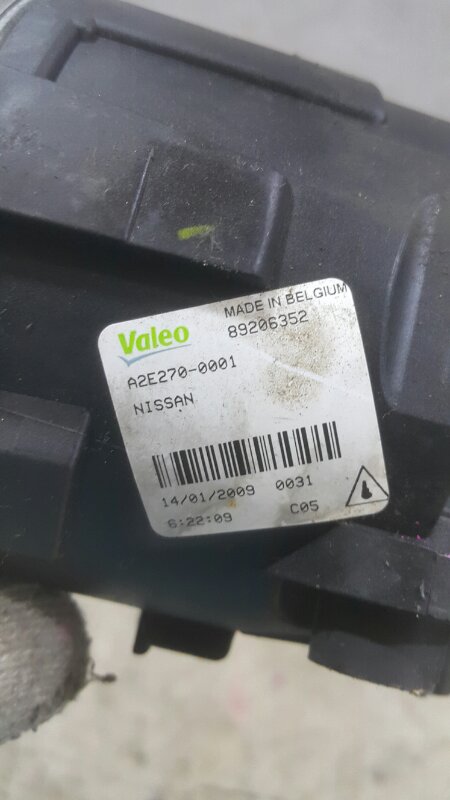 MADE IN BELGIUM
Valeo 89206352
A2E270-0001
NISSAN
14/01/2009 0031
6:22:09 C05